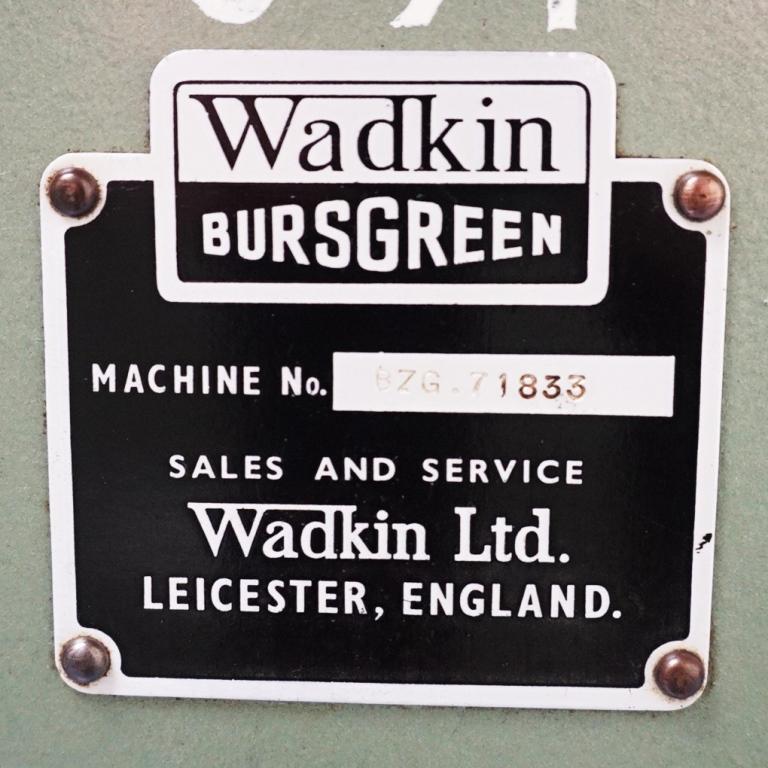 Wadkin
BURSGREEN
MACHINE No. BZG.71833
SALES AND SERVICE
Wadkin Ltd.
LEICESTER, ENGLAND.